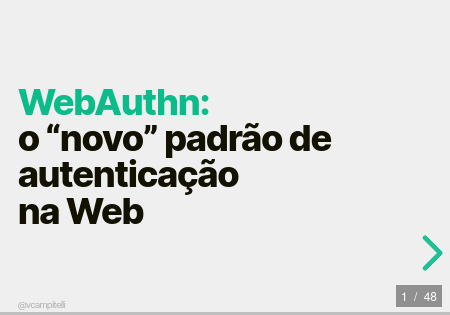 WebAuthn:
o “novo” padrão de
autenticação
na Web
@vcampitelli
1 / 48